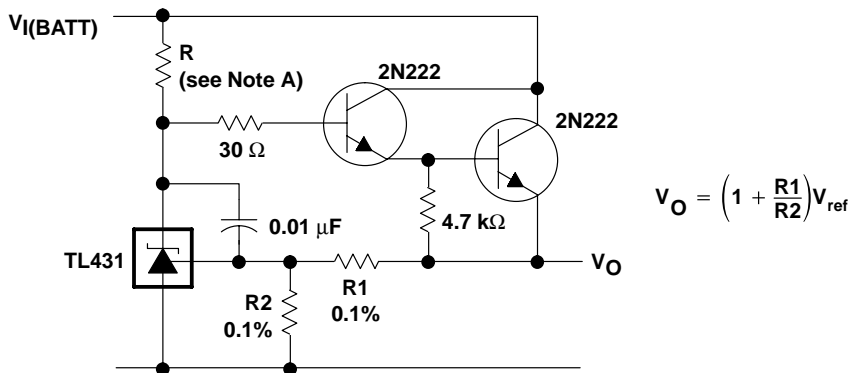 VI(BATT)
R
(see Note A)
2N222
2N222
30 Ω
0.01 μF
4.7 kΩ
VO = (1 + R1/R2)Vref
TL431
VO
R2
0.1%
R1
0.1%